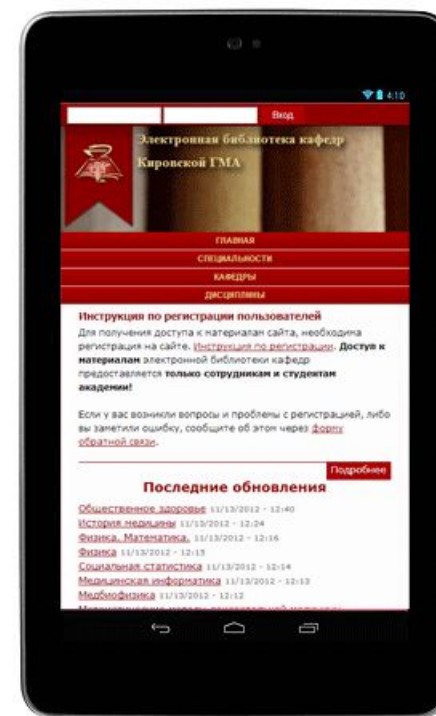 4:10
Вход
Электронная библиотека кафедр
Кировской ГМА
ГЛАВНАЯ
СПЕЦИАЛЬНОСТИ
КАФЕДРЫ
ДИСЦИПЛИНЫ
Инструкция по регистрации пользователей
Для получения доступа к материалам сайта, необходима
регистрация на сайте. Инструкция по регистрации. Доступ к
материалам электронной библиотеки кафедр
предоставляется только сотрудникам и студентам
академии!
Если у вас возникли вопросы и проблемы с регистрацией, либо
вы заметили ошибку, сообщите об этом через форму
обратной связи.
Подробнее
Последние обновления
Общественное здоровье 11/13/2012 - 12:40
История медицины 11/13/2012 - 12:24
Физика. Математика. 11/13/2012 - 12:16
Физика 11/13/2012 - 12:15
Социальная статистика 11/13/2012 - 12:14
Медицинская информатика 11/13/2012 - 12:13
Медбиофизика 11/13/2012 - 12:12